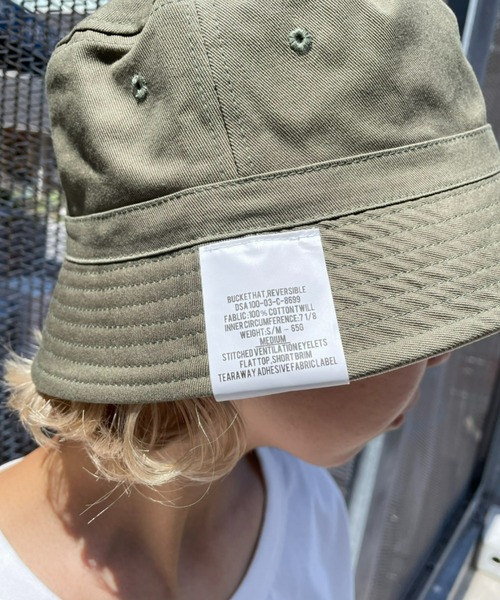 BUCKET HAT, REVERSIBLE
DSA100-03-C-8699
FABLIC:100% COTTON TWILL
INNER CIRCUMFERENCE:7 1/8
WEIGHT:S/M - 65G
MEDIUM
STITCHED VENTILATION EYELETS
FLAT TOP, SHORT BRIM
TEARAWAY ADHESIVE FABRIC LABEL